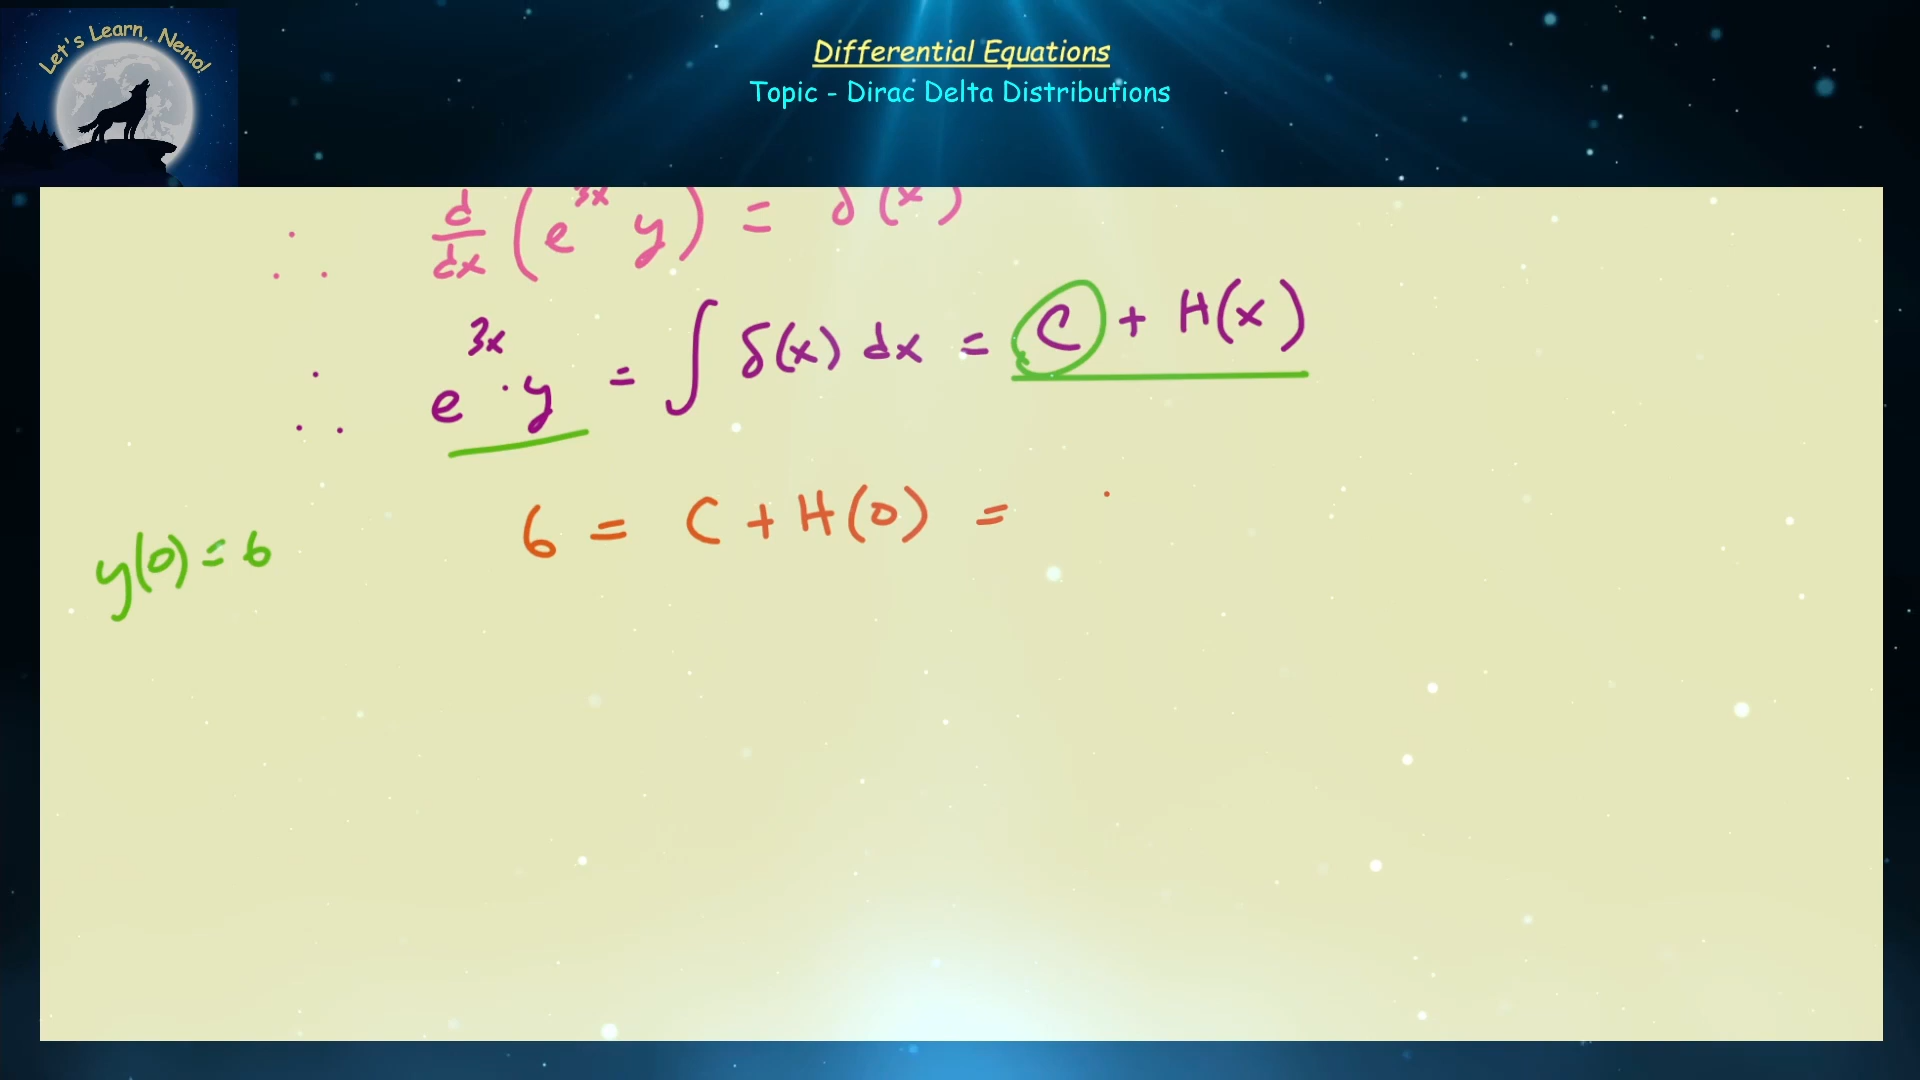 Let's Learn, Nemo!
Differential Equations
Topic - Dirac Delta Distributions
∴ d/dx (e^{3x} y) = δ(x)
∴ e^{3x} · y = ∫ δ(x) dx = C + H(x)
6 = C + H(0) =
y(0) = 6